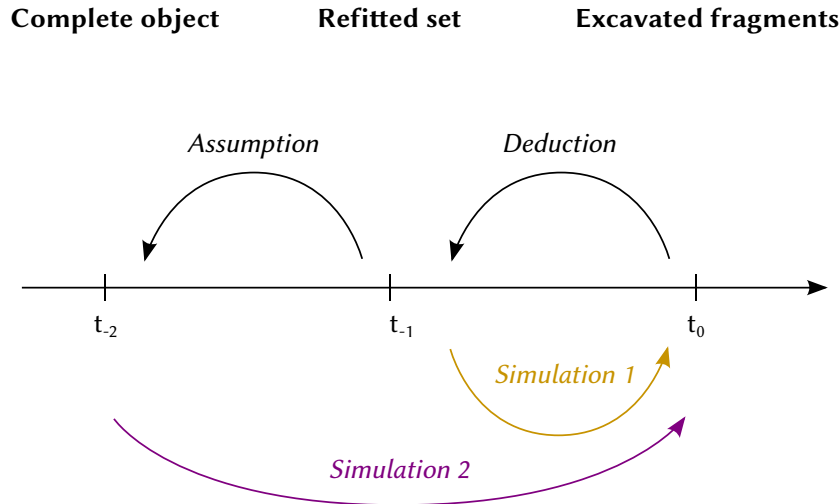 Complete object Refitted set Excavated fragments
Assumption Deduction
t-2 t-1 t0
Simulation 1
Simulation 2